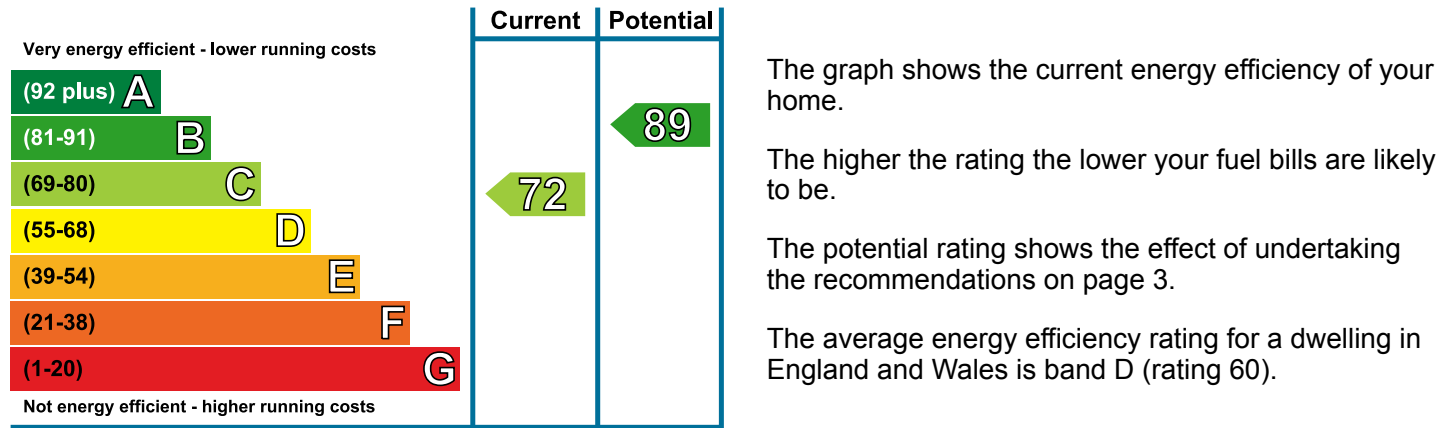 Current Potential
Very energy efficient - lower running costs
(92 plus) A
(81-91) B
89
(69-80) C
72
(55-68) D
(39-54) E
(21-38) F
(1-20) G
Not energy efficient - higher running costs
The graph shows the current energy efficiency of your
home.
The higher the rating the lower your fuel bills are likely
to be.
The potential rating shows the effect of undertaking
the recommendations on page 3.
The average energy efficiency rating for a dwelling in
England and Wales is band D (rating 60).